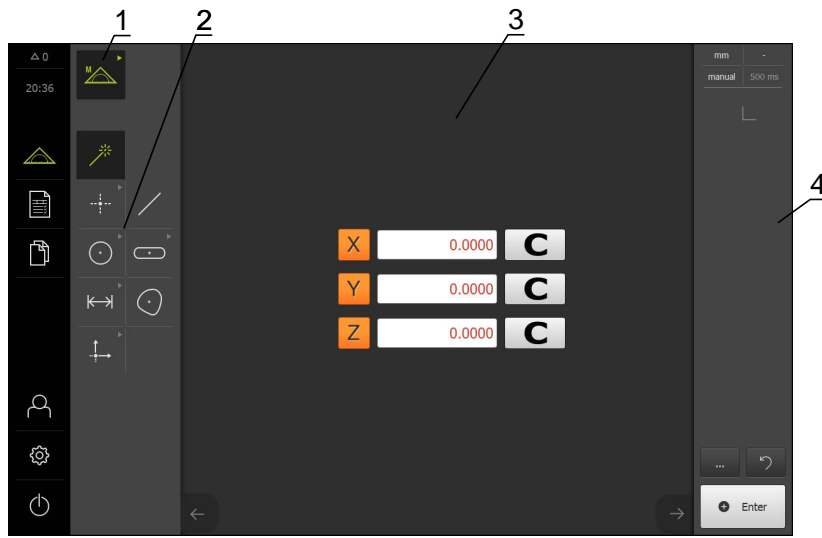 1 2 3
0
20:36
M
mm -
manual 500 ms
4
X 0.0000 C
Y 0.0000 C
Z 0.0000 C
...
Enter